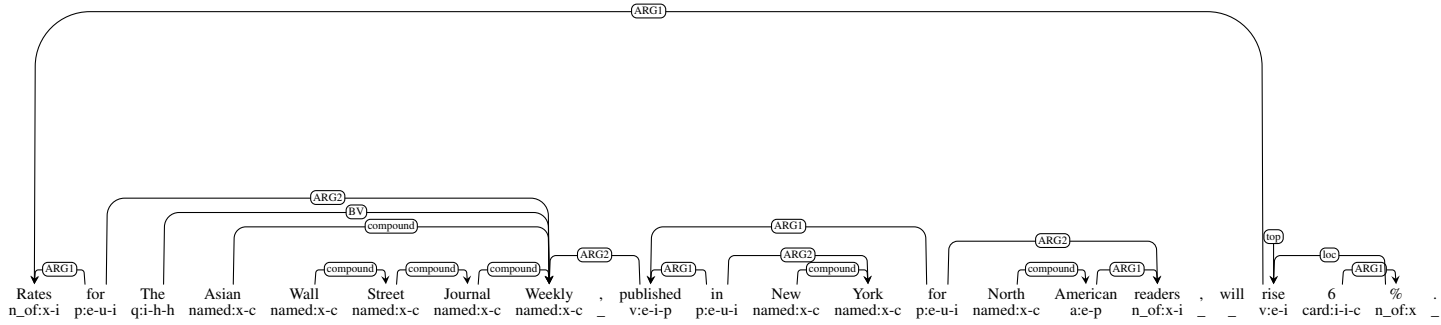 ARG1
ARG2
BV
compound
ARG1
ARG2
ARG2
ARG2
top
loc
ARG1 compound compound compound ARG1 compound compound ARG1 ARG1
Rates for The Asian Wall Street Journal Weekly , published in New York for North American readers , will rise 6 % .
n_of:x-i p:e-u-i q:i-h-h named:x-c named:x-c named:x-c named:x-c named:x-c _ v:e-i-p p:e-u-i named:x-c named:x-c p:e-u-i named:x-c a:e-p n_of:x-i _ _ v:e-i card:i-i-c n_of:x _